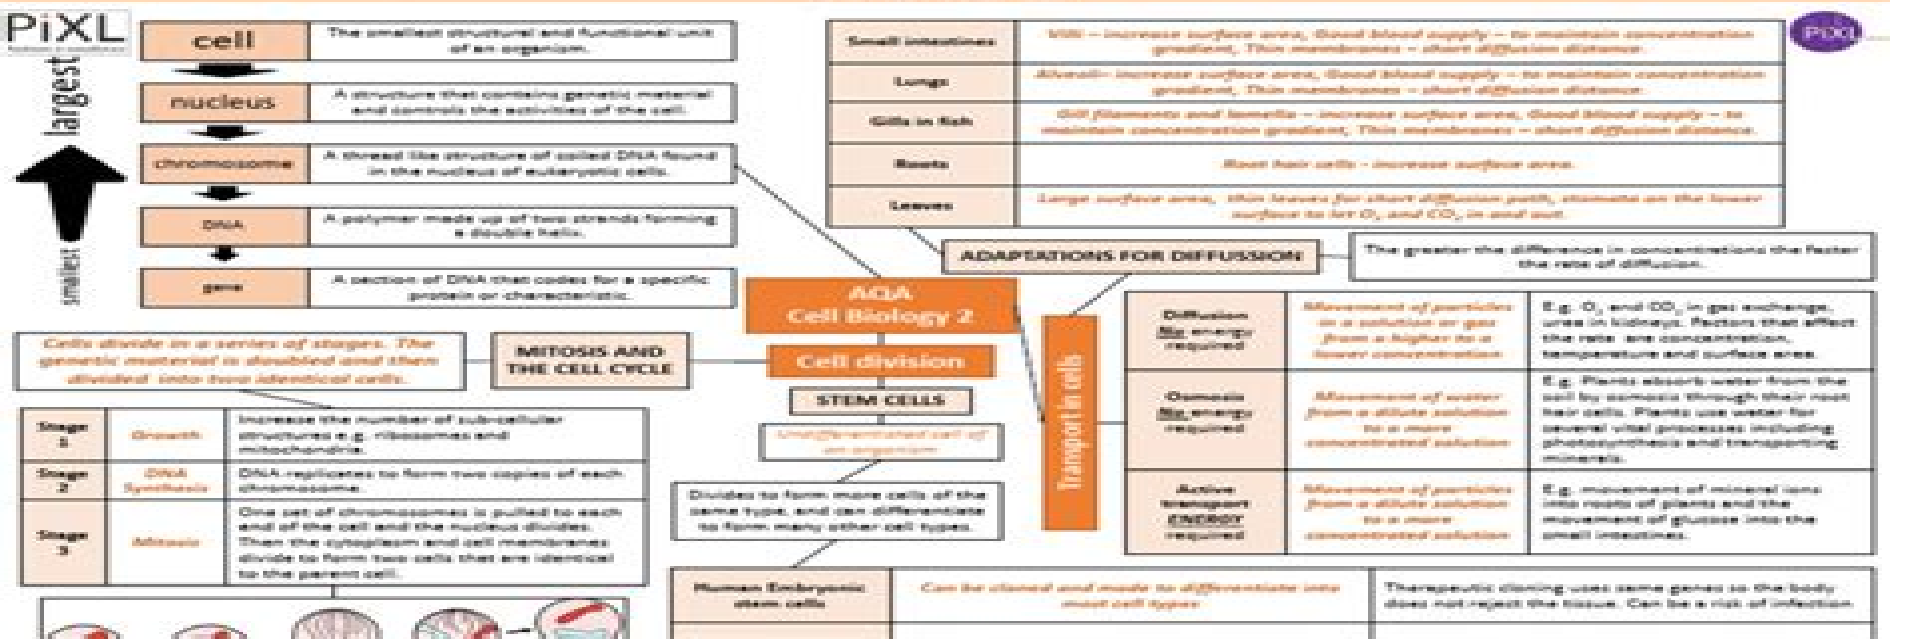 PiXL
largest
smallest
cell
The smallest structural and functional unit
of an organism.
nucleus
A structure that contains genetic material
and controls the activities of the cell.
chromosome
A thread like structure of coiled DNA found
in the nucleus of eukaryotic cells.
DNA
A polymer made up of two strands forming
a double helix.
gene
A section of DNA that codes for a specific
protein or characteristic.
Small intestines
Villi – increase surface area, Good blood supply – to maintain concentration
gradient, Thin membranes – short diffusion distance.
Lungs
Alveoli– increase surface area, Good blood supply – to maintain concentration
gradient, Thin membranes – short diffusion distance.
Gills in fish
Gill filaments and lamella – increase surface area, Good blood supply – to
maintain concentration gradient, Thin membranes – short diffusion distance.
Roots
Root hair cells - increase surface area.
Leaves
Large surface area, thin leaves for short diffusion path, stomata on the lower
surface to let O₂ and CO₂ in and out.
PiXL
ADAPTATIONS FOR DIFFUSSION
The greater the difference in concentrations the faster
the rate of diffusion.
AQA
Cell Biology 2
Cell division
MITOSIS AND
THE CELL CYCLE
Cells divide in a series of stages. The
genetic material is doubled and then
divided into two identical cells.
Stage
1
Growth
Increase the number of sub-cellular
structures e.g. ribosomes and
mitochondria.
Stage
2
DNA
Synthesis
DNA replicates to form two copies of each
chromosome.
Stage
3
Mitosis
One set of chromosomes is pulled to each
end of the cell and the nucleus divides.
Then the cytoplasm and cell membranes
divide to form two cells that are identical
to the parent cell.
STEM CELLS
Undifferentiated cell of
an organism
Divides to form more cells of the
same type, and can differentiate
to form many other cell types.
Transport in cells
Diffusion
No energy
required
Movement of particles
in a solution or gas
from a higher to a
lower concentration
E.g. O₂ and CO₂ in gas exchange,
urea in kidneys. Factors that affect
the rate are concentration,
temperature and surface area.
Osmosis
No energy
required
Movement of water
from a dilute solution
to a more
concentrated solution
E.g. Plants absorb water from the
soil by osmosis through their root
hair cells. Plants use water for
several vital processes including
photosynthesis and transporting
minerals.
Active
transport
ENERGY
required
Movement of particles
from a dilute solution
to a more
concentrated solution
E.g. movement of mineral ions
into roots of plants and the
movement of glucose into the
small intestines.
Human Embryonic
stem cells
Can be cloned and made to differentiate into
most cell types
Therapeutic cloning uses same genes so the body
does not reject the tissue. Can be a risk of infection